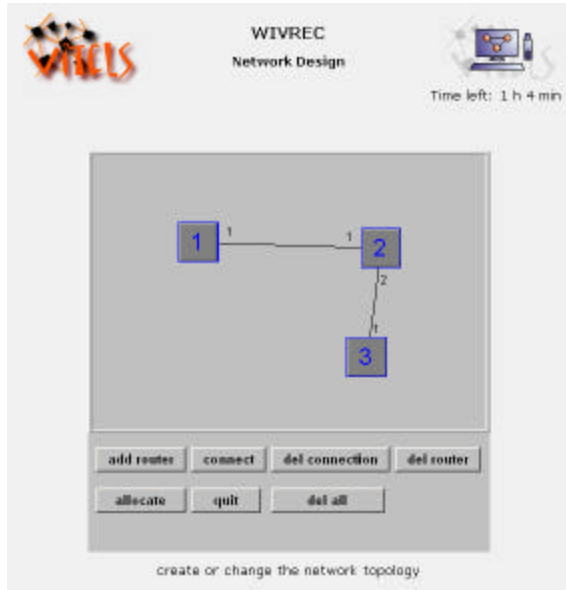 WITELS
WIVREC
Network Design
Time left: 1 h 4 min
1 1 1 2
2
1
3
add router connect del connection del router
allocate quit del all
create or change the network topology